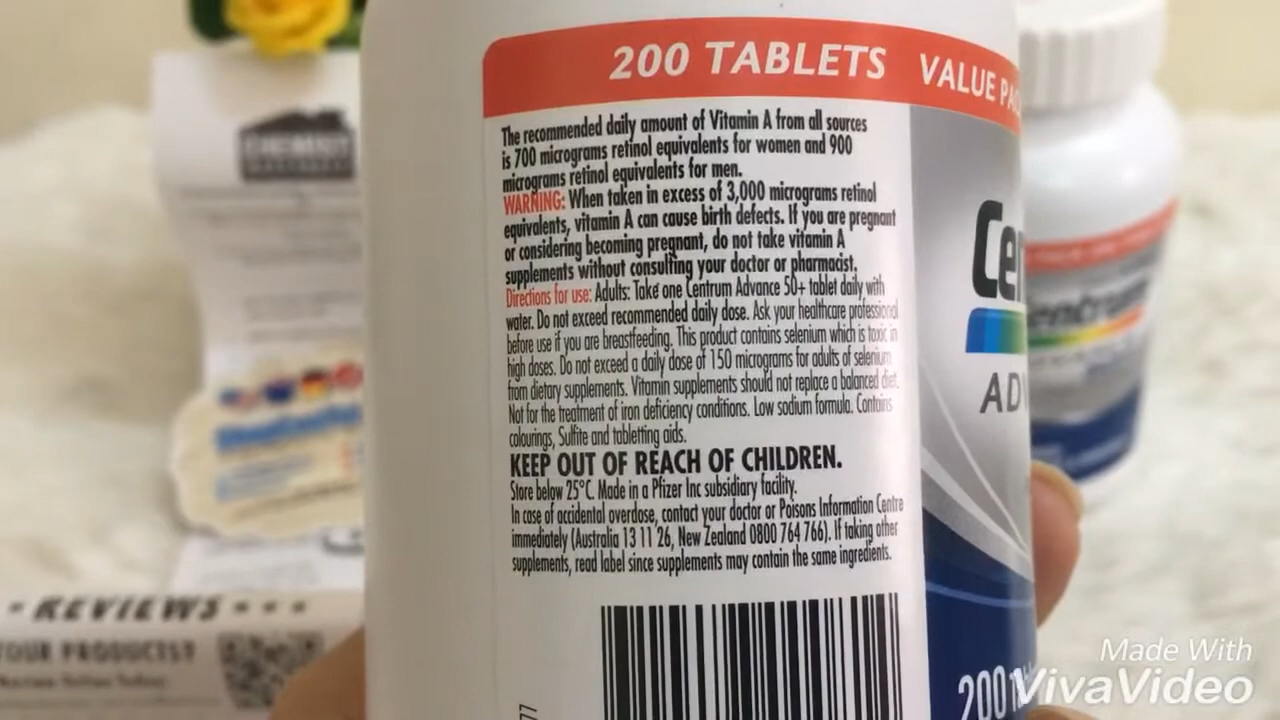 200 TABLETS VALUE
The recommended daily amount of Vitamin A from all sources
is 700 micrograms retinol equivalents for women and 900
micrograms retinol equivalents for men.
WARNING: When taken in excess of 3,000 micrograms retinol
equivalents, vitamin A can cause birth defects. If you are pregnant
or considering becoming pregnant, do not take vitamin A
supplements without consulting your doctor or pharmacist.
Directions for use: Adults: Take one Centrum Advance 50+ tablet daily with
water. Do not exceed recommended daily dose. Ask your healthcare professional
before use if you are breastfeeding. This product contains selenium which is toxic in
high doses. Do not exceed a daily dose of 150 micrograms for adults of selenium
from dietary supplements. Vitamin supplements should not replace a balanced diet.
Not for the treatment of iron deficiency conditions. Low sodium formula. Contains
colourings, Sulfite and tabletting aids.
KEEP OUT OF REACH OF CHILDREN.
Store below 25°C. Made in a Pfizer Inc subsidiary facility.
In case of accidental overdose, contact your doctor or Poisons Information Centre
immediately (Australia 13 11 26, New Zealand 0800 764 766). If taking other
supplements, read label since supplements may contain the same ingredients.
77
Cen
ADV
200
entrum
CHEMIST
REVIEWS
YOUR PRODUCTS?
Made With
VivaVideo